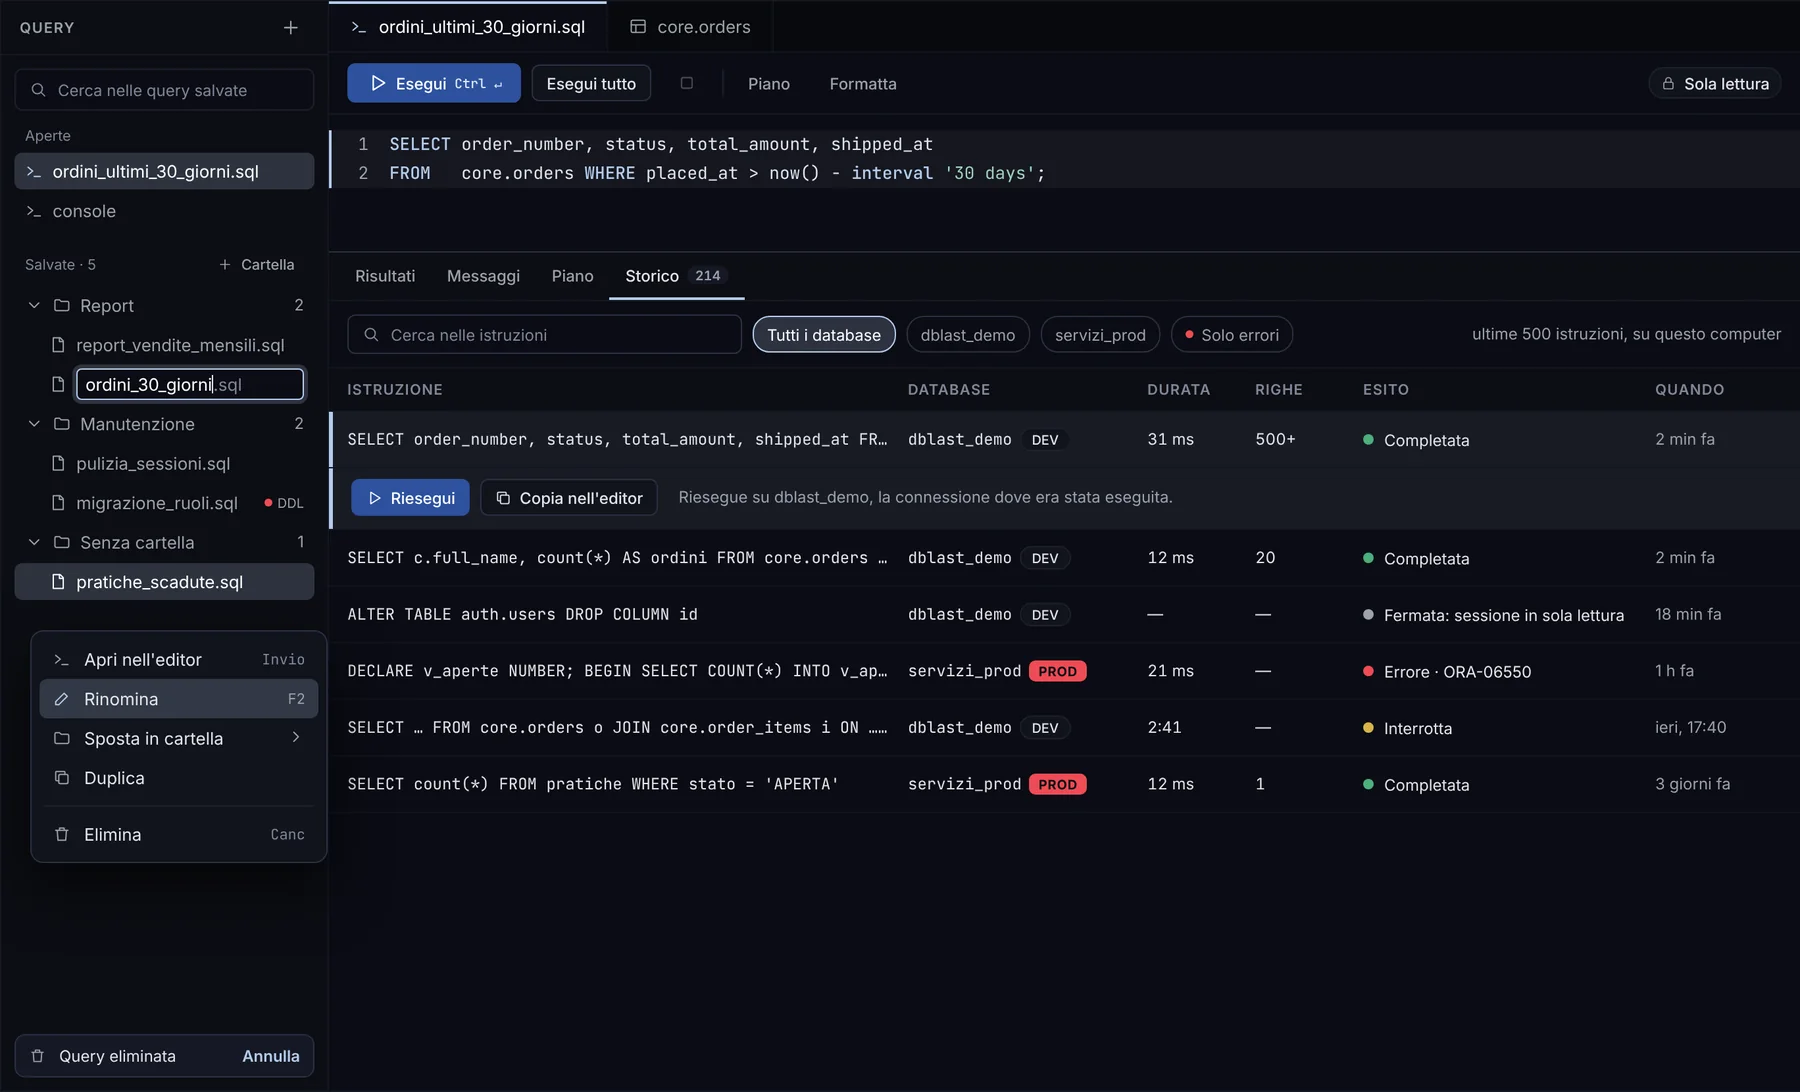 QUERY
Cerca nelle query salvate
Aperte
ordini_ultimi_30_giorni.sql
console
Salvate · 5
+ Cartella
Report 2
report_vendite_mensili.sql
ordini_30_giorni.sql
Manutenzione 2
pulizia_sessioni.sql
migrazione_ruoli.sql DDL
Senza cartella 1
pratiche_scadute.sql
Apri nell'editor Invio
Rinomina F2
Sposta in cartella
Duplica
Elimina Canc
Query eliminata Annulla
ordini_ultimi_30_giorni.sql core.orders
Esegui Ctrl ↵ Esegui tutto Piano Formatta Sola lettura
1 SELECT order_number, status, total_amount, shipped_at
2 FROM core.orders WHERE placed_at > now() - interval '30 days';
Risultati Messaggi Piano Storico 214
Cerca nelle istruzioni Tutti i database dblast_demo servizi_prod Solo errori ultime 500 istruzioni, su questo computer
ISTRUZIONE DATABASE DURATA RIGHE ESITO QUANDO
SELECT order_number, status, total_amount, shipped_at FR… dblast_demo DEV 31 ms 500+ Completata 2 min fa
Riesegui Copia nell'editor Riesegue su dblast_demo, la connessione dove era stata eseguita.
SELECT c.full_name, count(*) AS ordini FROM core.orders … dblast_demo DEV 12 ms 20 Completata 2 min fa
ALTER TABLE auth.users DROP COLUMN id dblast_demo DEV — — Fermata: sessione in sola lettura 18 min fa
DECLARE v_aperte NUMBER; BEGIN SELECT COUNT(*) INTO v_ap… servizi_prod PROD 21 ms — Errore · ORA-06550 1 h fa
SELECT … FROM core.orders o JOIN core.order_items i ON …… dblast_demo DEV 2:41 — Interrotta ieri, 17:40
SELECT count(*) FROM pratiche WHERE stato = 'APERTA' servizi_prod PROD 12 ms 1 Completata 3 giorni fa